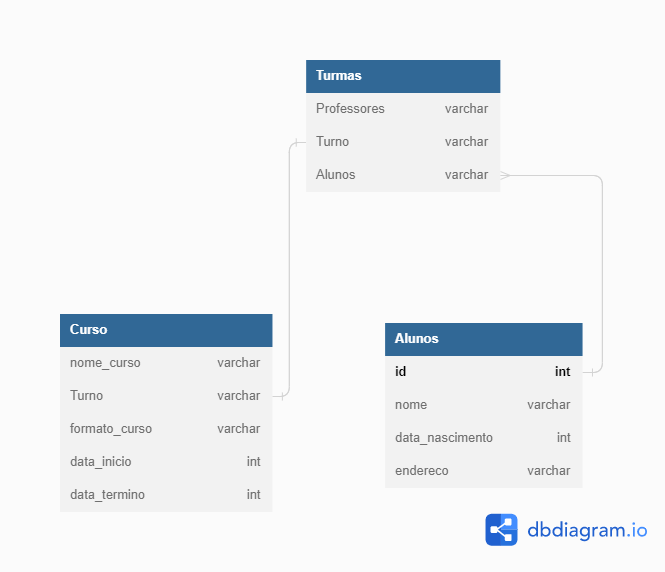 Turmas
Professores varchar
Turno varchar
Alunos varchar
Curso
nome_curso varchar
Turno varchar
formato_curso varchar
data_inicio int
data_termino int
Alunos
id int
nome varchar
data_nascimento int
endereco varchar
dbdiagram.io